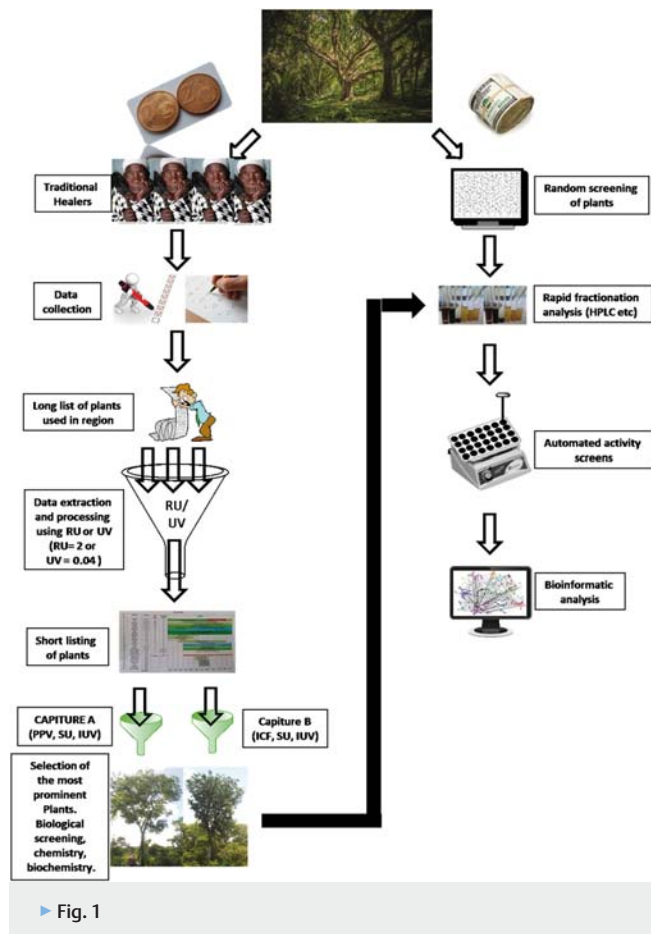 Traditional
Healers
Data
collection
Long list of plants
used in region
Data extraction
and processing
using RU or UV
(RU= 2 or
UV = 0.04 )
RU/
UV
Short listing
of plants
CAPITURE A
(PPV, SU, IUV)
Capiture B
(ICF, SU, IUV)
Selection of
the most
prominent
Plants.
Biological
screening,
chemistry,
biochemistry.
Random screening
of plants
Rapid fractionation
analysis (HPLC etc)
Automated activity
screens
Bioinformatic
analysis
▶ Fig. 1